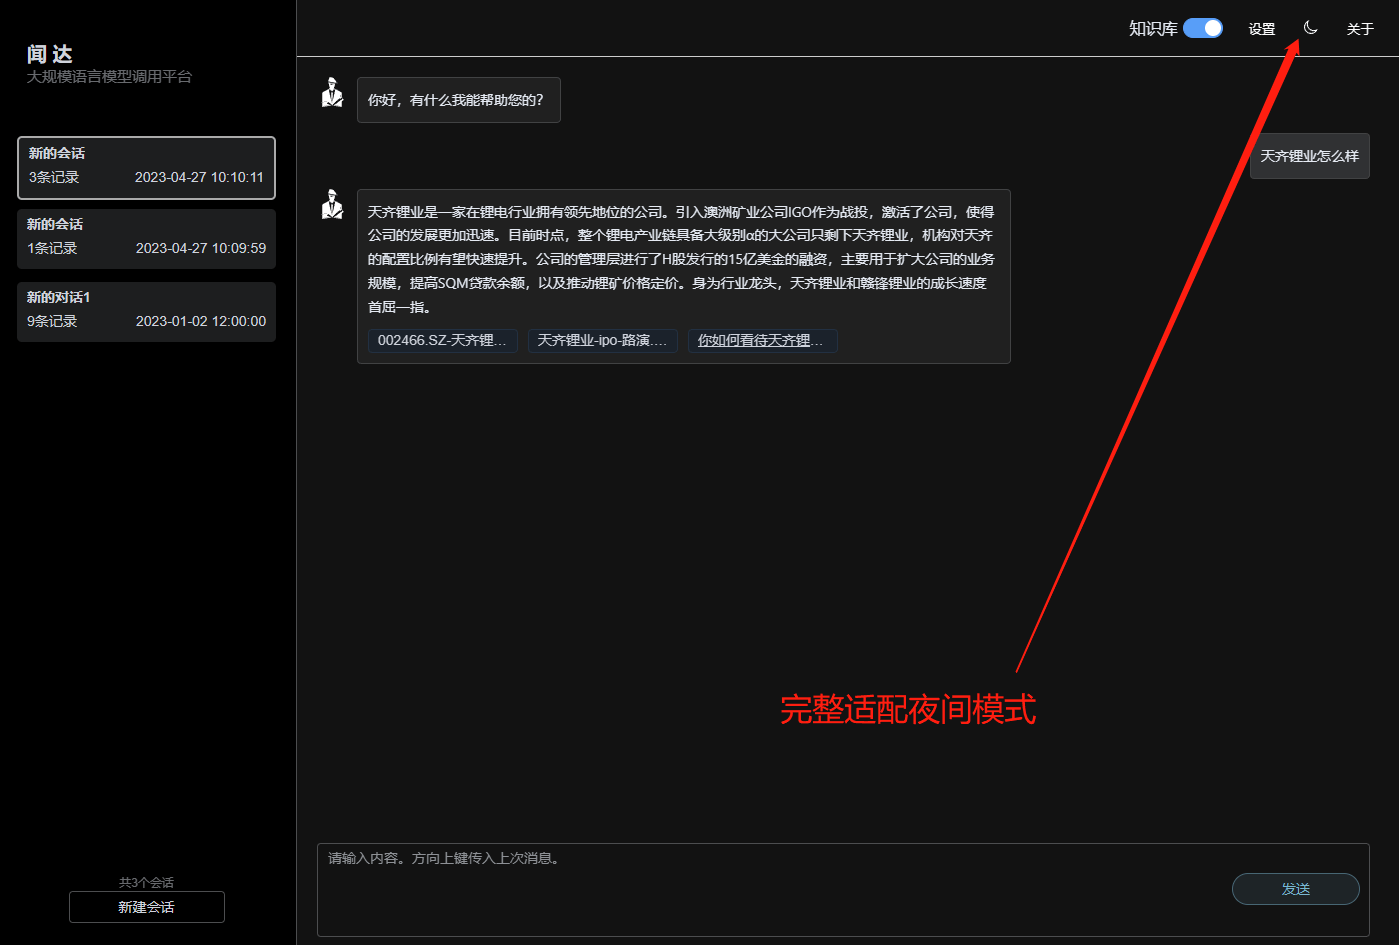 闻 达
大规模语言模型调用平台
新的会话
3条记录 2023-04-27 10:10:11
新的会话
1条记录 2023-04-27 10:09:59
新的对话1
9条记录 2023-01-02 12:00:00
共3个会话
新建会话
知识库 设置 关于
你好，有什么我能帮助您的？
天齐锂业怎么样
天齐锂业是一家在锂电行业拥有领先地位的公司。引入澳洲矿业公司IGO作为战投，激活了公司，使得
公司的发展更加迅速。目前时点，整个锂电产业链具备大级别α的大公司只剩下天齐锂业，机构对天齐
的配置比例有望快速提升。公司的管理层进行了H股发行的15亿美金的融资，主要用于扩大公司的业务
规模，提高SQM贷款余额，以及推动锂矿价格定价。身为行业龙头，天齐锂业和赣锋锂业的成长速度
首屈一指。
002466.SZ-天齐锂... 天齐锂业-ipo-路演.... 你如何看待天齐锂...
完整适配夜间模式
请输入内容。方向上键传入上次消息。
发送